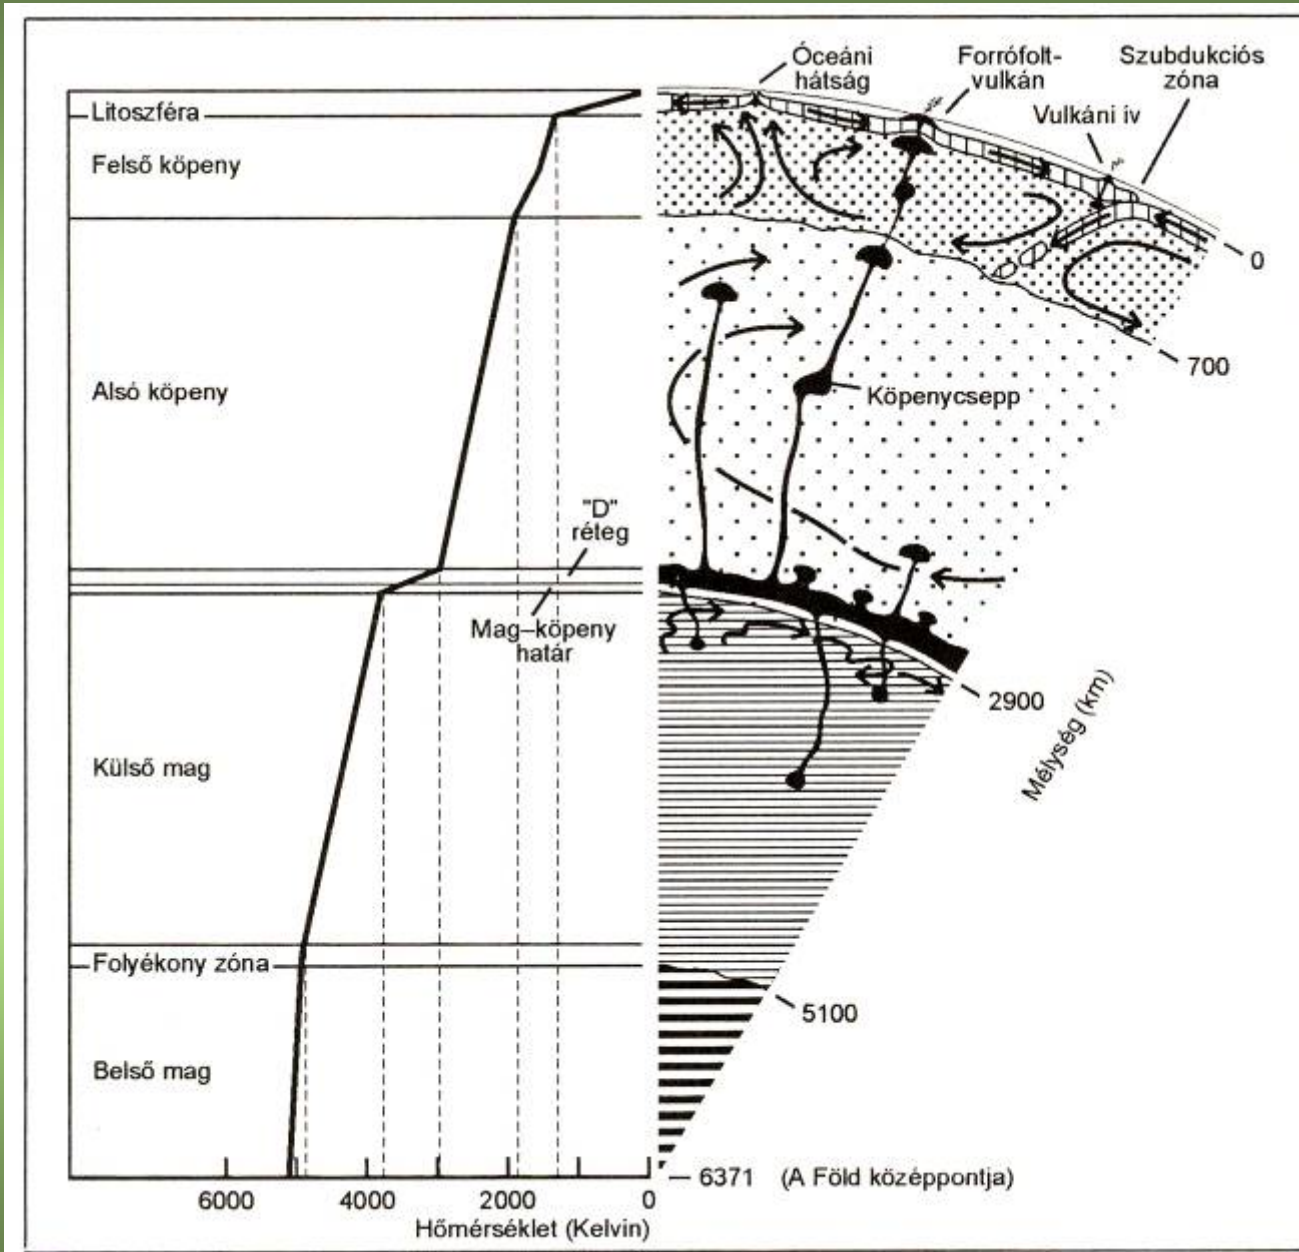 Óceáni
hátság
Forrófolt-
vulkán
Szubdukciós
zóna
Vulkáni ív
Litoszféra
Felső köpeny
0
700
Alsó köpeny
Köpenycsepp
"D"
réteg
Mag–köpeny
határ
2900
Mélység (km)
Külső mag
Folyékony zóna
5100
Belső mag
6371 (A Föld középpontja)
6000 4000 2000 0
Hőmérséklet (Kelvin)